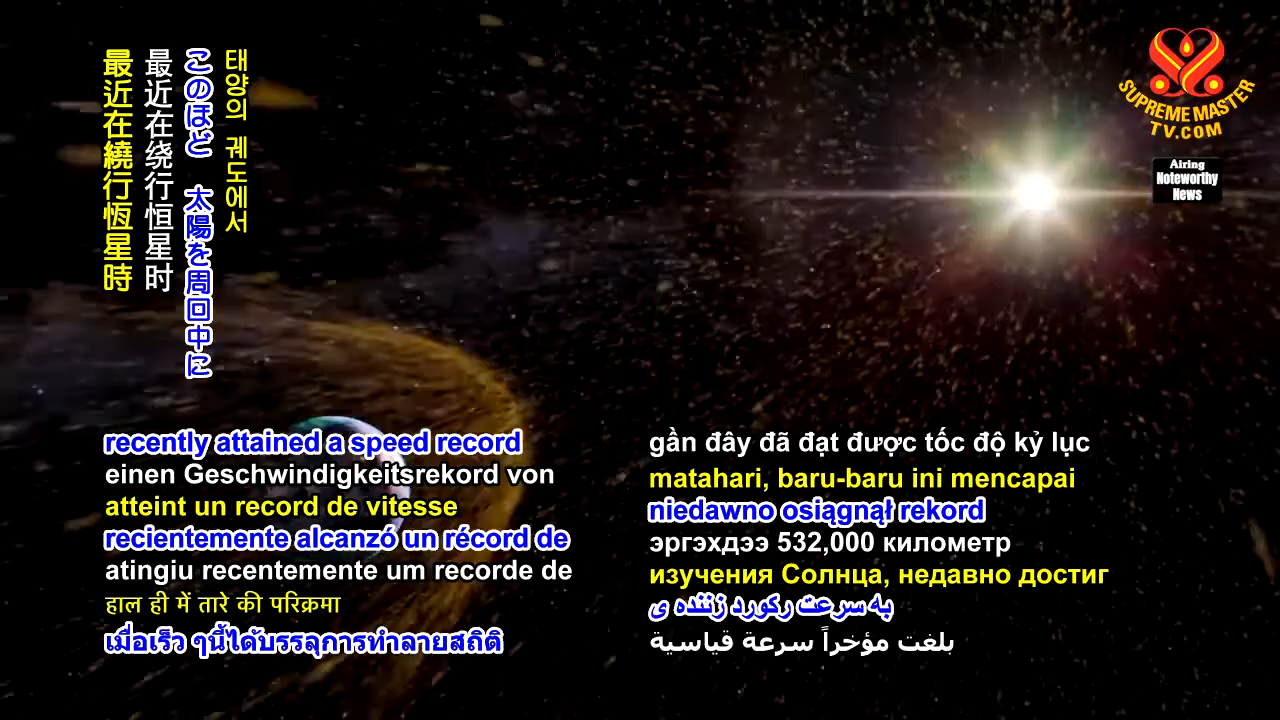 最近在繞行恆星時
最近在绕行恒星时
このほど 太陽を周回中に
태양의 궤도에서
SUPREME MASTER
TV.COM
Airing
Noteworthy
News
recently attained a speed record
einen Geschwindigkeitsrekord von
atteint un record de vitesse
recientemente alcanzó un récord de
atingiu recentemente um recorde de
हाल ही में तारे की परिक्रमा
เมื่อเร็ว ๆนี้ได้บรรลุการทำลายสถิติ
gần đây đã đạt được tốc độ kỷ lục
matahari, baru-baru ini mencapai
niedawno osiągnął rekord
эргэхдээ 532,000 километр
изучения Солнца, недавно достиг
به سرعت رکورد زننده ی
بلغت مؤخراً سرعة قياسية